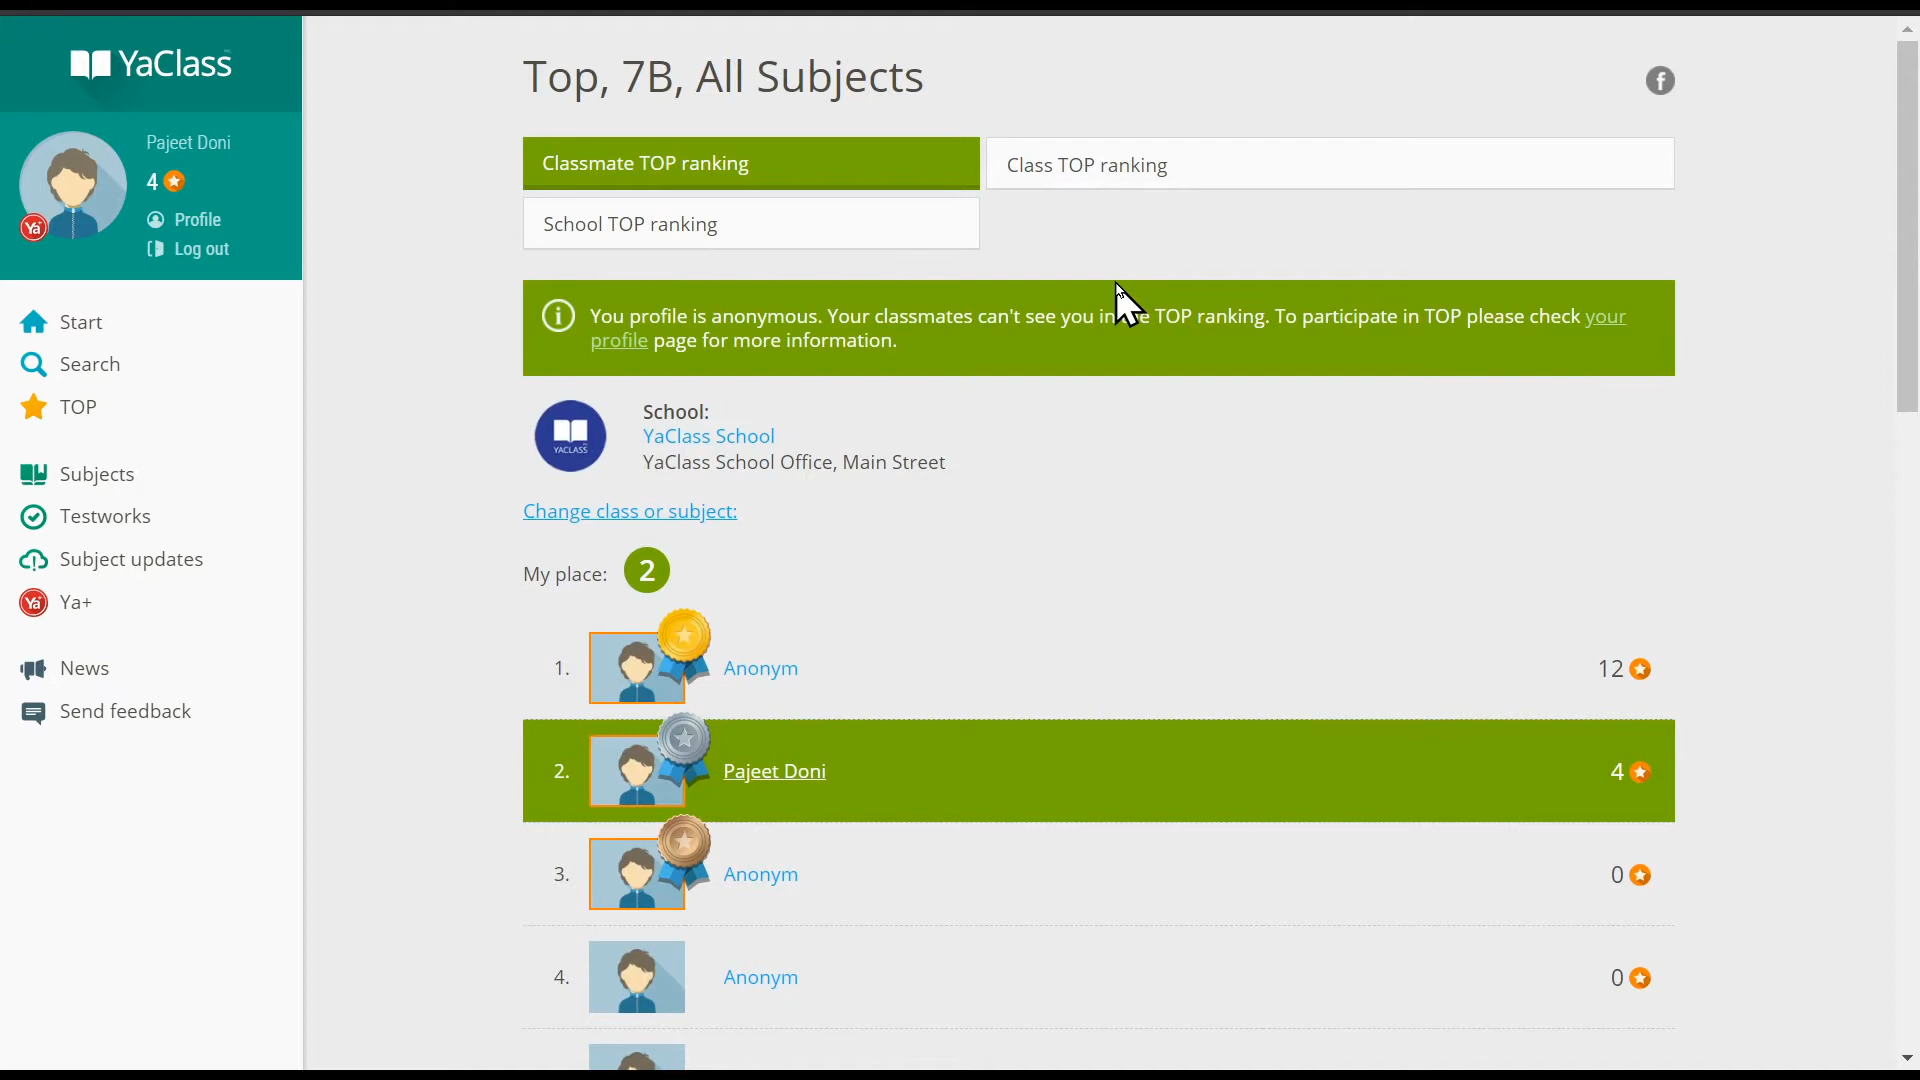 YaClass
Pajeet Doni
4
Ya
Profile
Log out
Start
Search
TOP
Subjects
Testworks
Subject updates
Ya
Ya+
News
Send feedback
Top, 7B, All Subjects
f
Classmate TOP ranking
Class TOP ranking
School TOP ranking
You profile is anonymous. Your classmates can't see you in TOP ranking. To participate in TOP please check your
profile page for more information.
YACLASS
School:
YaClass School
YaClass School Office, Main Street
Change class or subject:
My place: 2
1. Anonym 12
2. Pajeet Doni 4
3. Anonym 0
4. Anonym 0